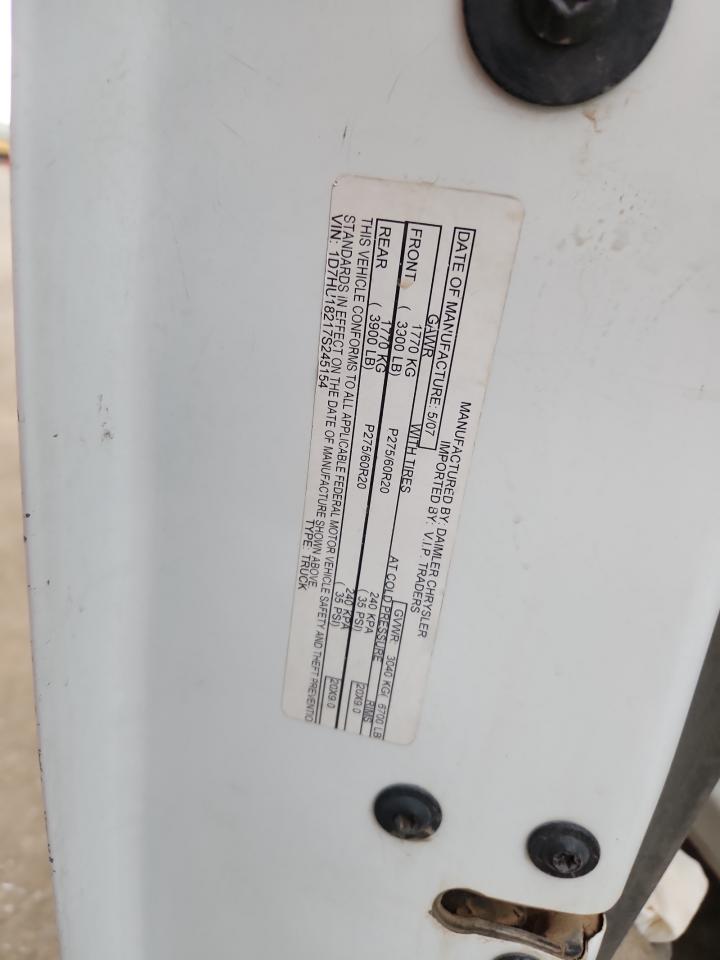 MANUFACTURED BY: DAIMLER CHRYSLER
IMPORTED BY: V.I.P. TRADERS
DATE OF MANUFACTURE: 5/07
GVWR 3040 KG( 6700 LB
GAWR WITH TIRES AT COLD PRESSURE RIMS
FRONT 1770 KG P275/60R20 240 KPA 20X9.0
( 3900 LB) (35 PSI)
REAR 1770 KG P275/60R20 240 KPA 20X9.0
( 3900 LB) ( 35 PSI)
THIS VEHICLE CONFORMS TO ALL APPLICABLE FEDERAL MOTOR VEHICLE SAFETY AND THEFT PREVENTIO
STANDARDS IN EFFECT ON THE DATE OF MANUFACTURE SHOWN ABOVE.
VIN: 1D7HU18217S245154 TYPE: TRUCK